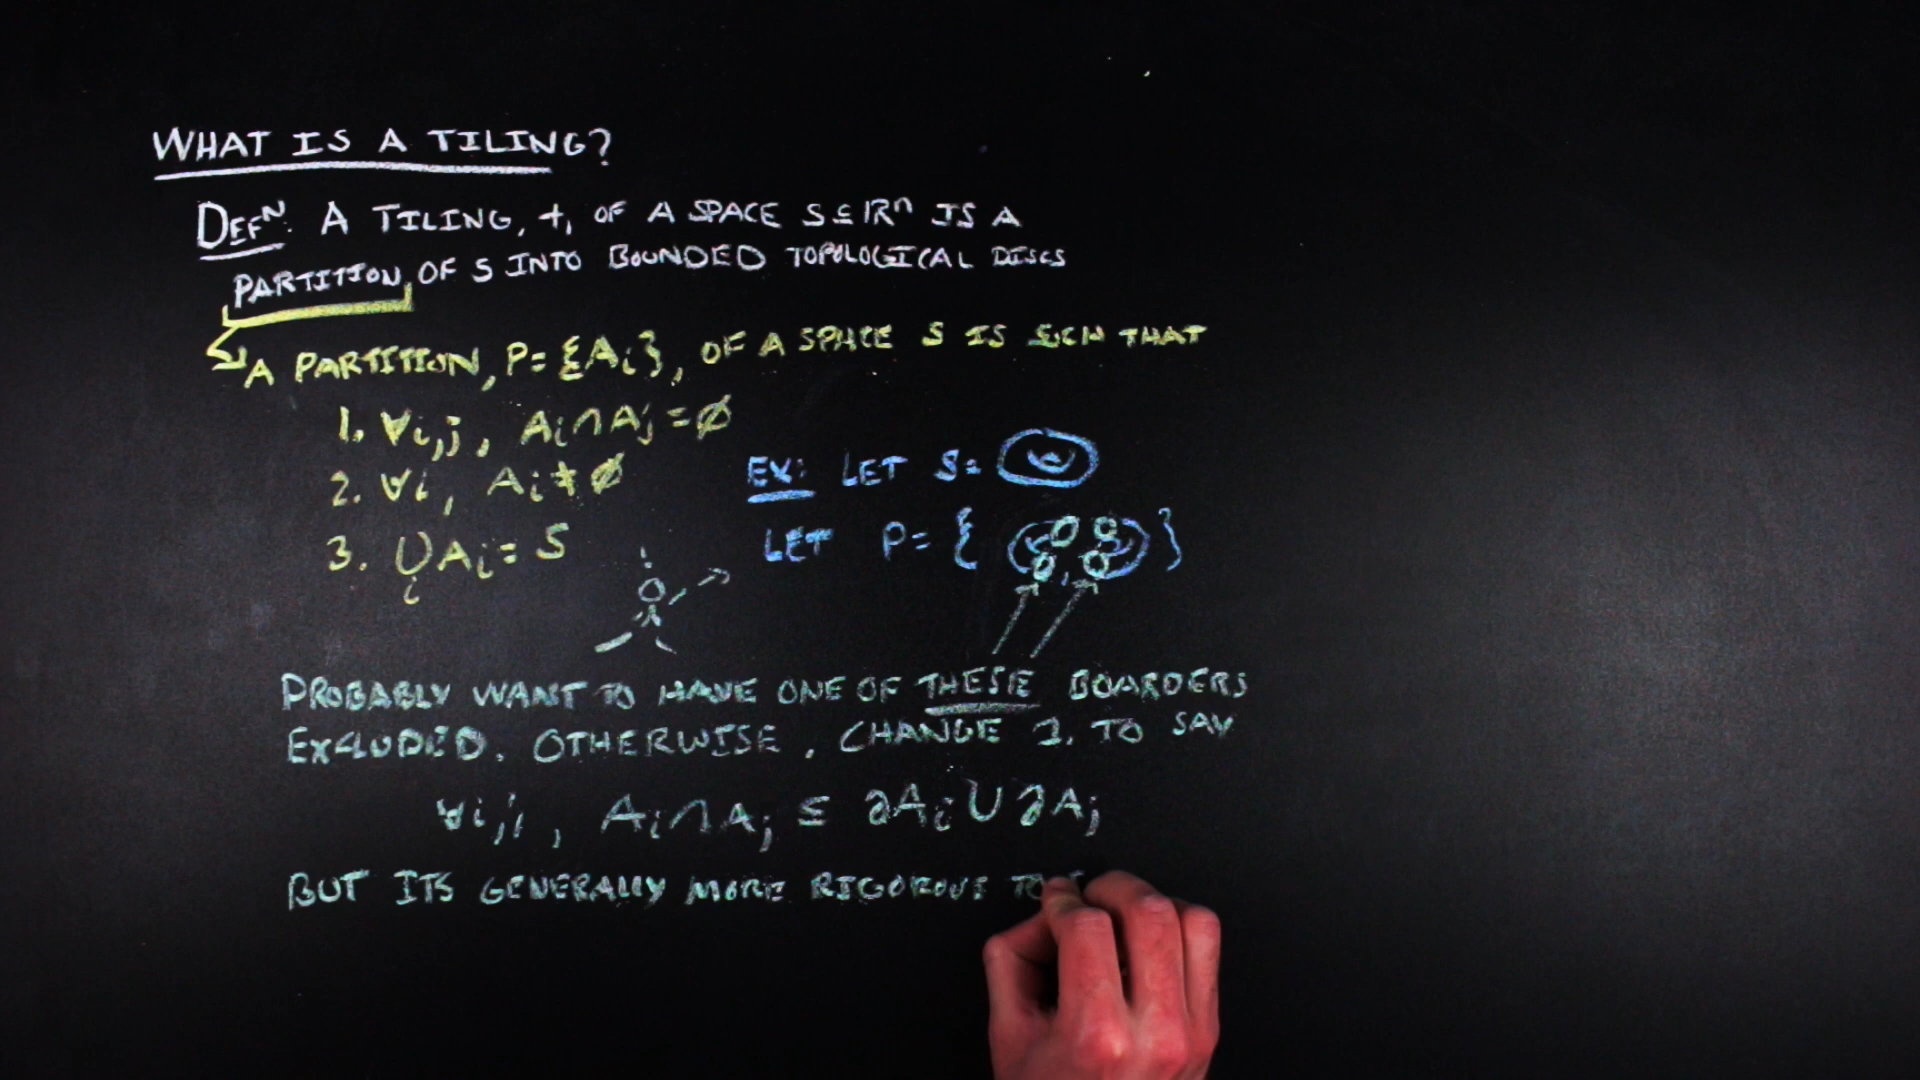 WHAT IS A TILING?
DEFN: A TILING, t, OF A SPACE S ⊆ ℝⁿ IS A
PARTITION, OF S INTO BOUNDED TOPOLOGICAL DISCS
A PARTITION, P= {Ai}, OF A SPACE S IS SUCH THAT
1. ∀i,j, Ai∩Aj=∅
2. ∀i, Ai≠∅
3. ∪Ai=S
i
EX: LET S=
LET P= { , }
PROBABLY WANT TO HAVE ONE OF THESE BOARDERS
EXCLUDED. OTHERWISE, CHANGE 1. TO SAY
∀i,j, Ai∩Aj ⊆ ∂Ai∪∂Aj
BUT ITS GENERALLY MORE RIGOROUS TO